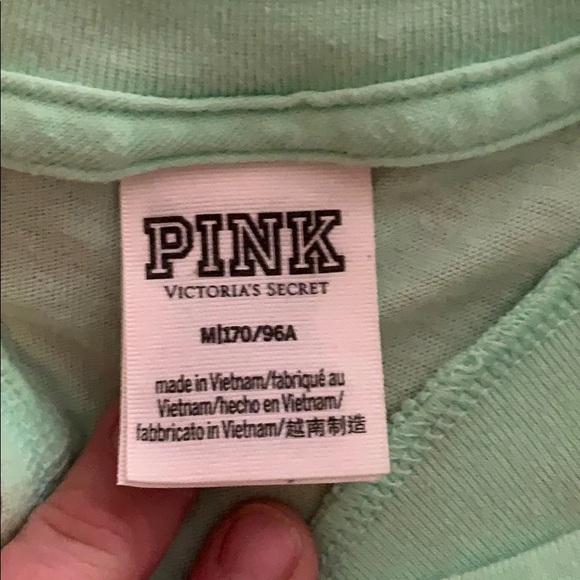 PINK
VICTORIA'S SECRET
M|170/96A
made in Vietnam/fabriqué au
Vietnam/hecho en Vietnam/
fabbricato in Vietnam/越南制造